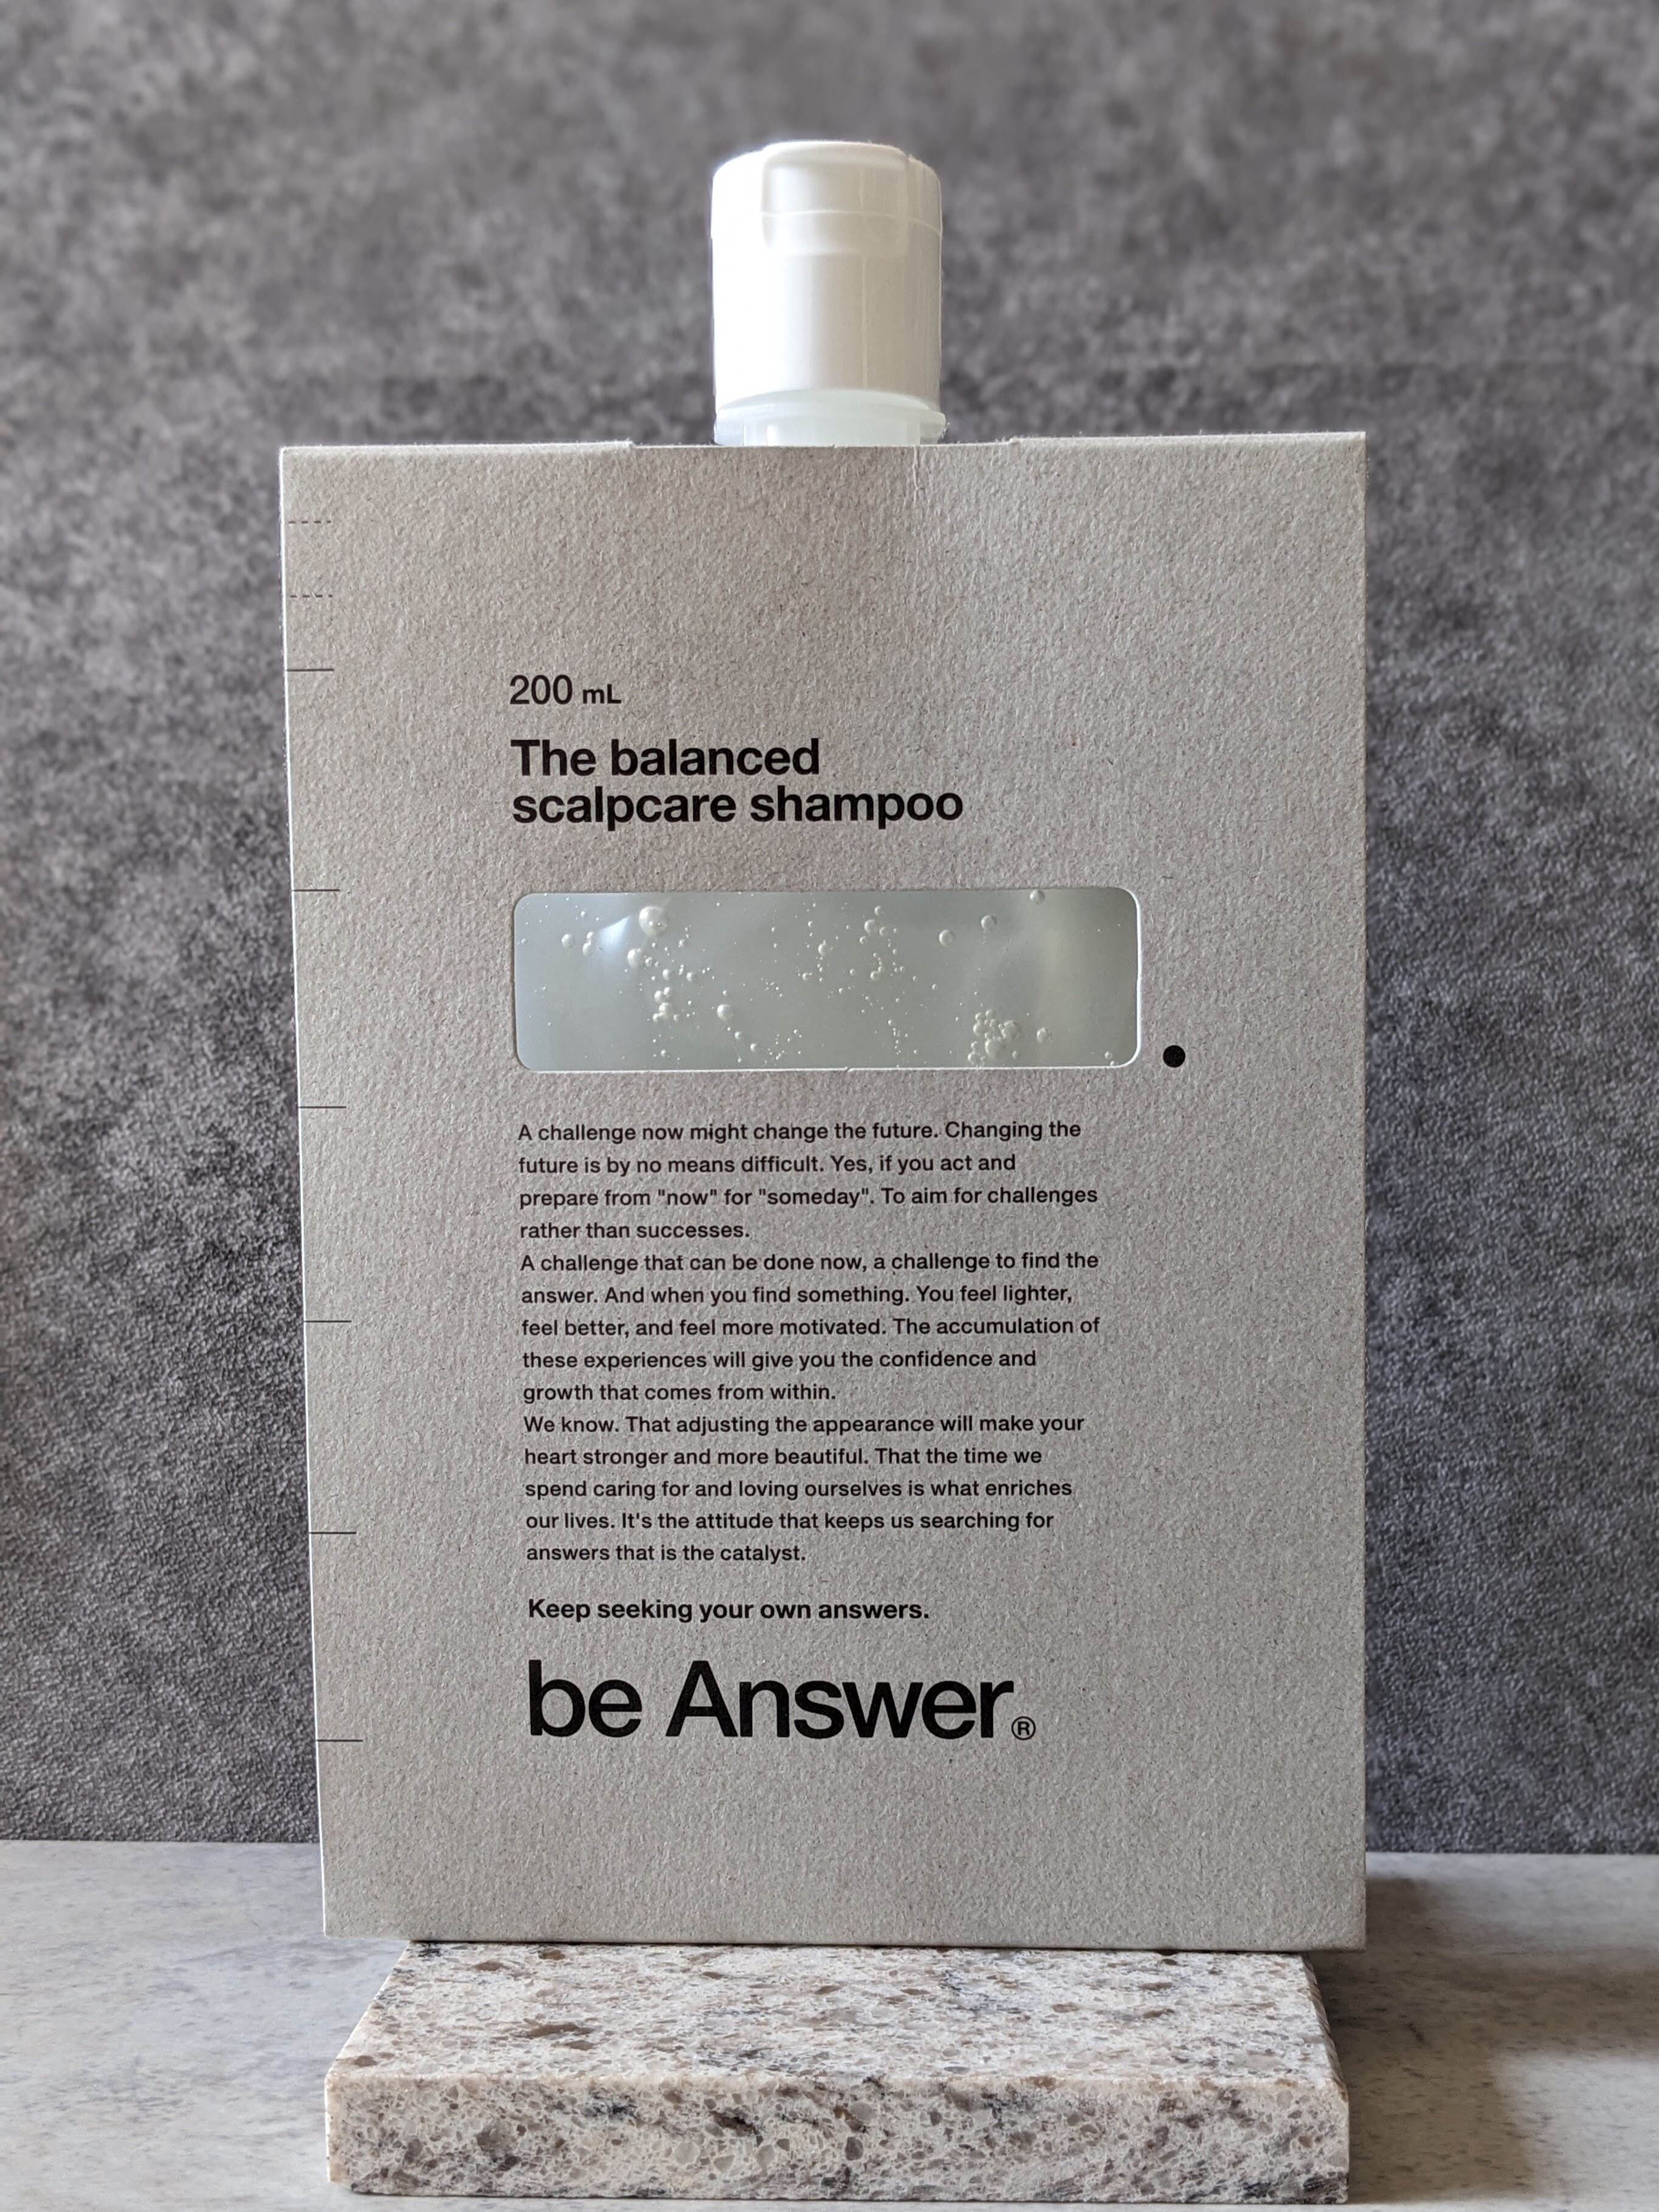 200 mL
The balanced
scalpcare shampoo
A challenge now might change the future. Changing the
future is by no means difficult. Yes, if you act and
prepare from "now" for "someday". To aim for challenges
rather than successes.
A challenge that can be done now, a challenge to find the
answer. And when you find something. You feel lighter,
feel better, and feel more motivated. The accumulation of
these experiences will give you the confidence and
growth that comes from within.
We know. That adjusting the appearance will make your
heart stronger and more beautiful. That the time we
spend caring for and loving ourselves is what enriches
our lives. It's the attitude that keeps us searching for
answers that is the catalyst.
Keep seeking your own answers.
be Answer®